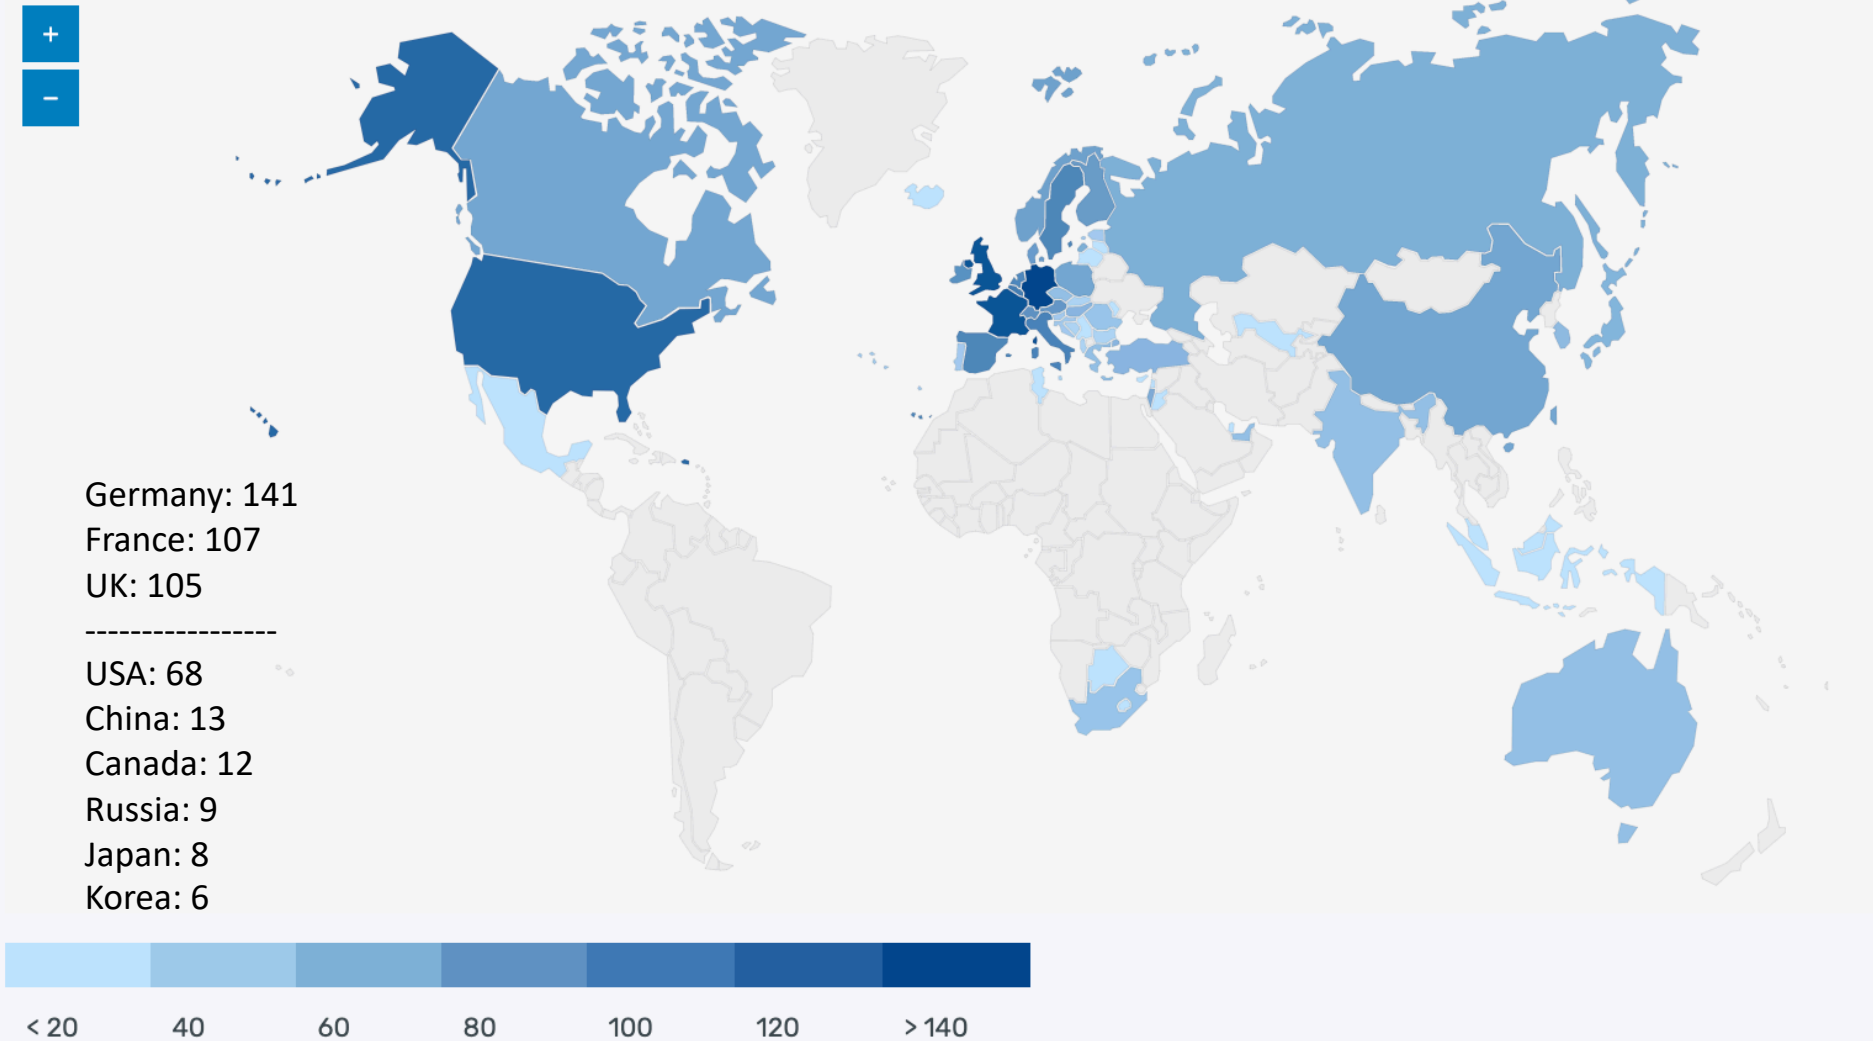 +
−
Germany: 141
France: 107
UK: 105
-----------------
USA: 68
China: 13
Canada: 12
Russia: 9
Japan: 8
Korea: 6
< 20 40 60 80 100 120 > 140